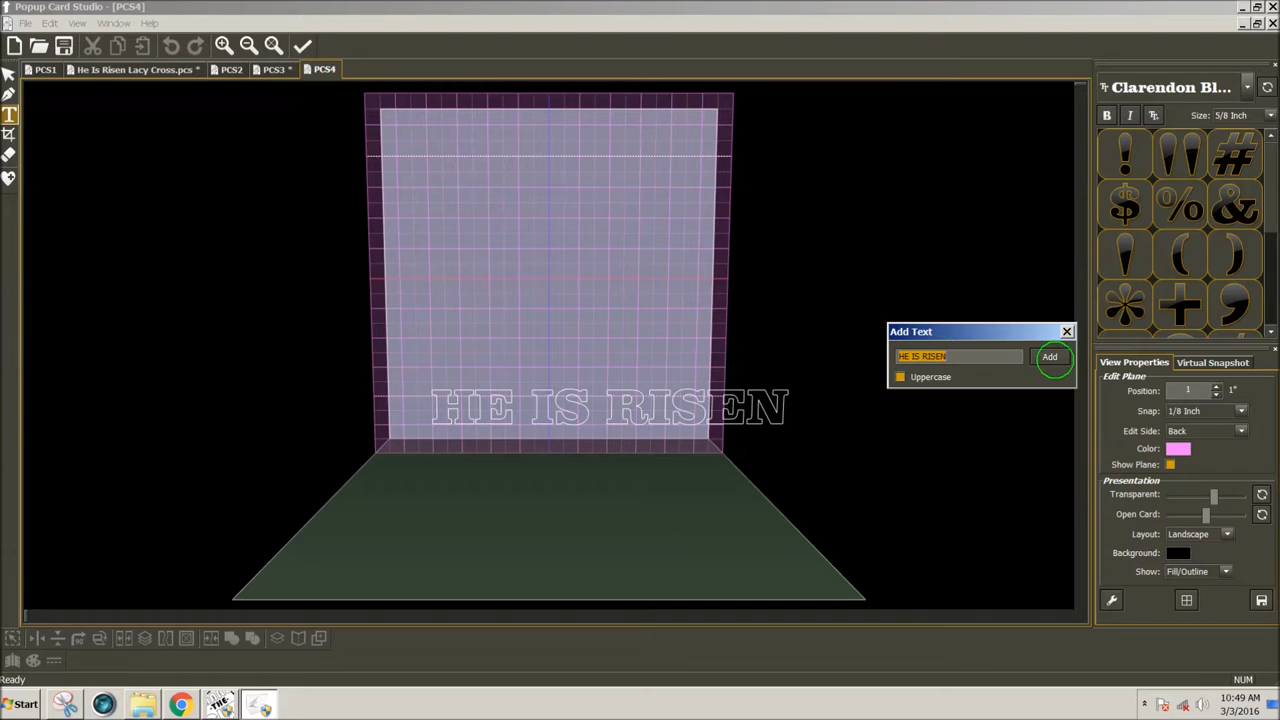 Popup Card Studio - [PCS4]
File Edit View Window Help
PCS1 He Is Risen Lacy Cross.pcs * PCS2 PCS3 * PCS4
Clarendon Bl...
B I Tr Size: 5/8 Inch
! " #
$ % &
' ( )
* + ,
HE IS RISEN
Add Text
HE IS RISEN Add
Uppercase
View Properties Virtual Snapshot
Edit Plane
Position: 1 1"
Snap: 1/8 Inch
Edit Side: Back
Color:
Show Plane:
Presentation
Transparent:
Open Card:
Layout: Landscape
Background:
Show: Fill/Outline
Ready NUM
Start
THE
10:49 AM
3/3/2016